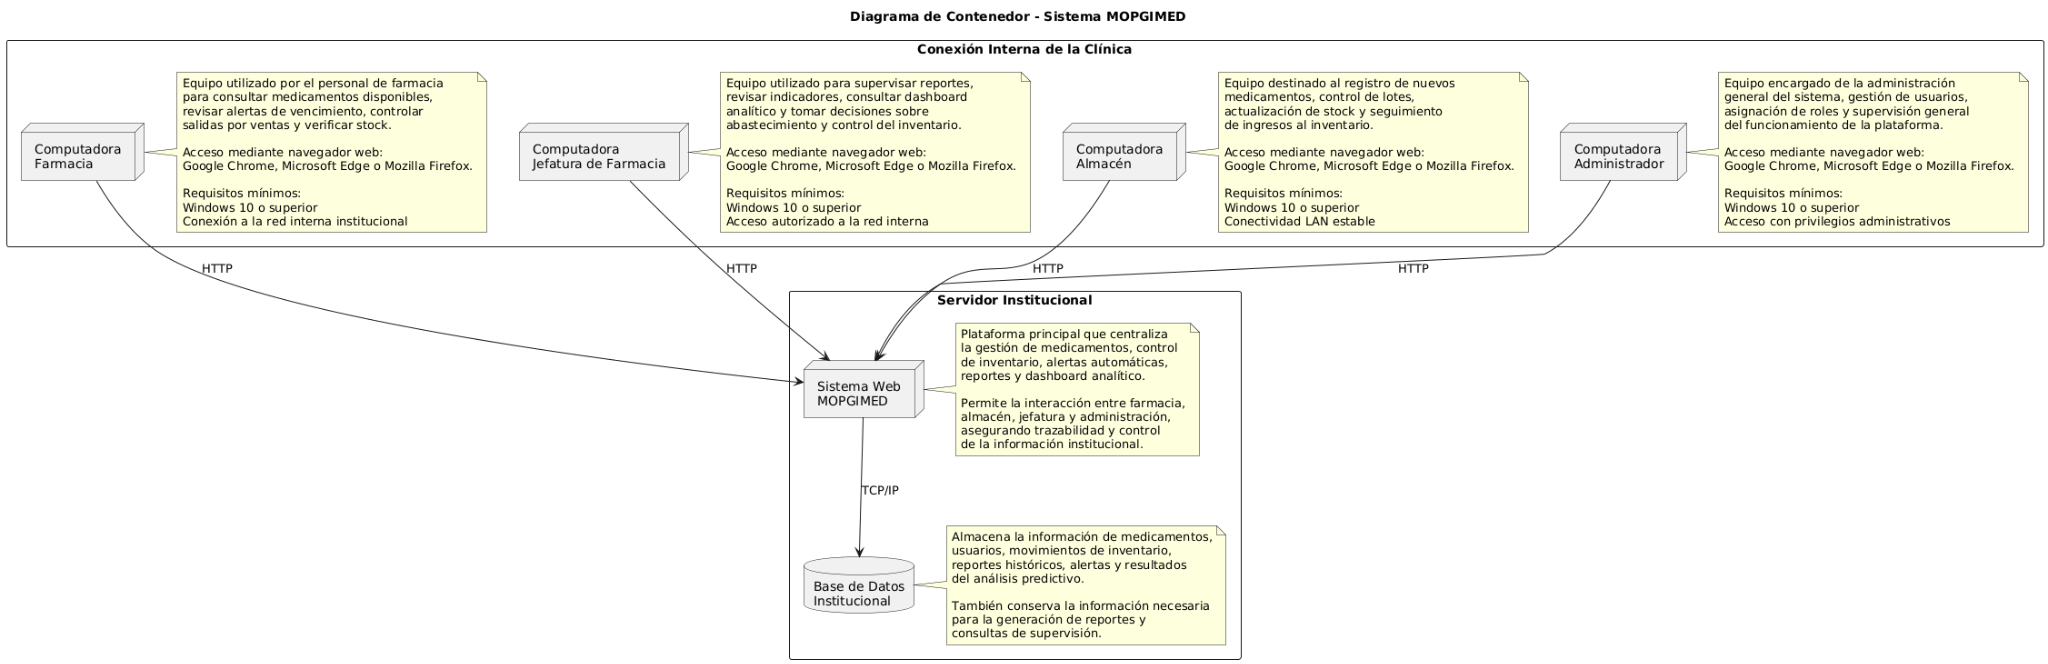 Diagrama de Contenedor - Sistema MOPGIMED
Conexión Interna de la Clínica
Computadora
Farmacia
Equipo utilizado por el personal de farmacia
para consultar medicamentos disponibles,
revisar alertas de vencimiento, controlar
salidas por ventas y verificar stock.
Acceso mediante navegador web:
Google Chrome, Microsoft Edge o Mozilla Firefox.
Requisitos mínimos:
Windows 10 o superior
Conexión a la red interna institucional
Computadora
Jefatura de Farmacia
Equipo utilizado para supervisar reportes,
revisar indicadores, consultar dashboard
analítico y tomar decisiones sobre
abastecimiento y control del inventario.
Acceso mediante navegador web:
Google Chrome, Microsoft Edge o Mozilla Firefox.
Requisitos mínimos:
Windows 10 o superior
Acceso autorizado a la red interna
Computadora
Almacén
Equipo destinado al registro de nuevos
medicamentos, control de lotes,
actualización de stock y seguimiento
de ingresos al inventario.
Acceso mediante navegador web:
Google Chrome, Microsoft Edge o Mozilla Firefox.
Requisitos mínimos:
Windows 10 o superior
Conectividad LAN estable
Computadora
Administrador
Equipo encargado de la administración
general del sistema, gestión de usuarios,
asignación de roles y supervisión general
del funcionamiento de la plataforma.
Acceso mediante navegador web:
Google Chrome, Microsoft Edge o Mozilla Firefox.
Requisitos mínimos:
Windows 10 o superior
Acceso con privilegios administrativos
HTTP
HTTP
HTTP
HTTP
Servidor Institucional
Sistema Web
MOPGIMED
Plataforma principal que centraliza
la gestión de medicamentos, control
de inventario, alertas automáticas,
reportes y dashboard analítico.
Permite la interacción entre farmacia,
almacén, jefatura y administración,
asegurando trazabilidad y control
de la información institucional.
TCP/IP
Base de Datos
Institucional
Almacena la información de medicamentos,
usuarios, movimientos de inventario,
reportes históricos, alertas y resultados
del análisis predictivo.
También conserva la información necesaria
para la generación de reportes y
consultas de supervisión.